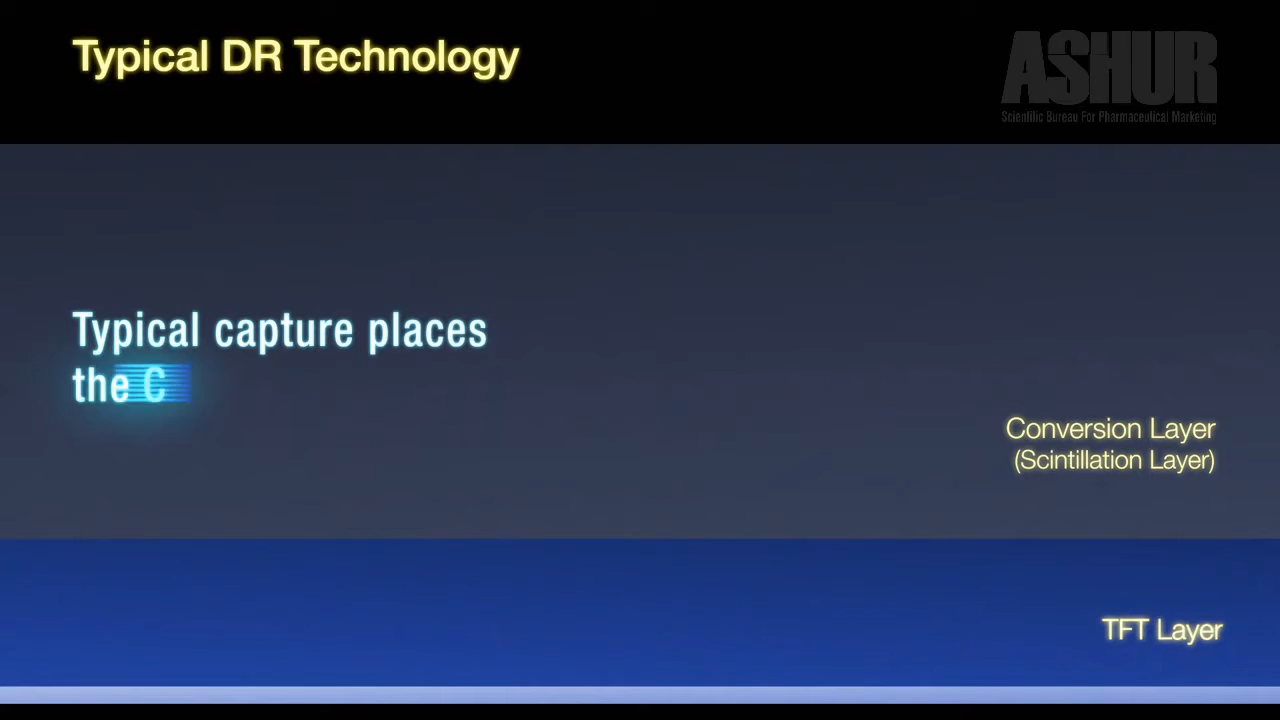 Typical DR Technology
ASHUR
Scientific Bureau For Pharmaceutical Marketing
Typical capture places
the C
Conversion Layer
(Scintillation Layer)
TFT Layer